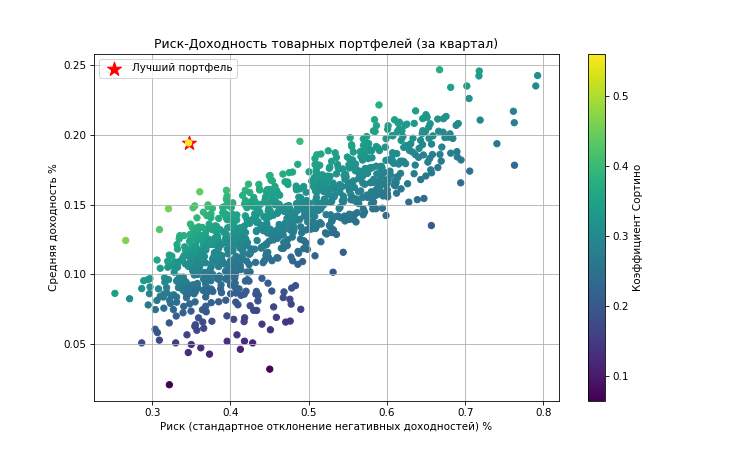 Риск-Доходность товарных портфелей (за квартал)
Лучший портфель
Средняя доходность %
0.25
0.20
0.15
0.10
0.05
0.3 0.4 0.5 0.6 0.7 0.8
Риск (стандартное отклонение негативных доходностей) %
0.5
0.4
0.3
0.2
0.1
Коэффициент Сортино